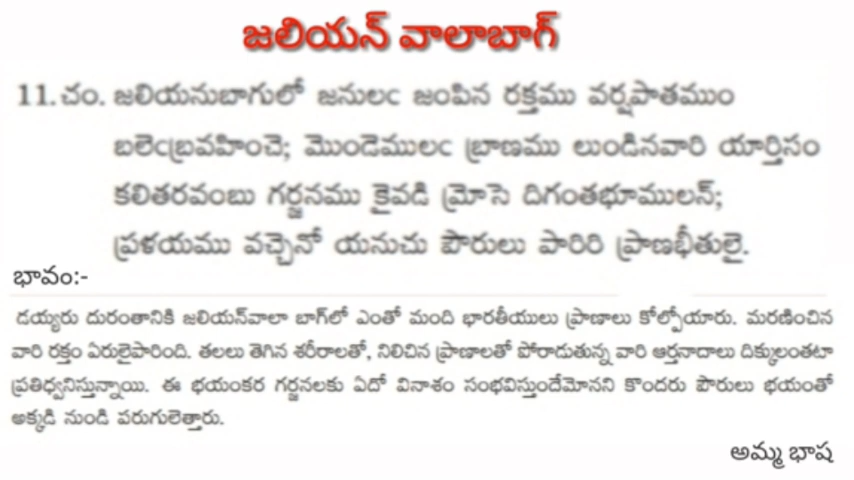 జలియన్ వాలాబాగ్
11. చం. జలియనుబాగులో జనులఁ జంపిన రక్తము వర్షపాతముం
బలెఁబ్రవహించె; మొండెములఁ బ్రాణము లుండినవారి యార్తిసం
కలితరవంబు గర్జనము కైవడి మ్రోసె దిగంతభూములన్;
ప్రళయము వచ్చెనో యనుచు పౌరులు పారిరి ప్రాణభీతులై.
భావం:-
డయ్యరు దురంతానికి జలియన్‌వాలా బాగ్‌లో ఎంతో మంది భారతీయులు ప్రాణాలు కోల్పోయారు. మరణించిన
వారి రక్తం ఏరులైపారింది. తలలు తెగిన శరీరాలతో, నిలిచిన ప్రాణాలతో పోరాడుతున్న వారి ఆర్తనాదాలు దిక్కులంతటా
ప్రతిధ్వనిస్తున్నాయి. ఈ భయంకర గర్జనలకు ఏదో వినాశం సంభవిస్తుందేమోనని కొందరు పౌరులు భయంతో
అక్కడి నుండి పరుగులెత్తారు.
అమ్మ భాష